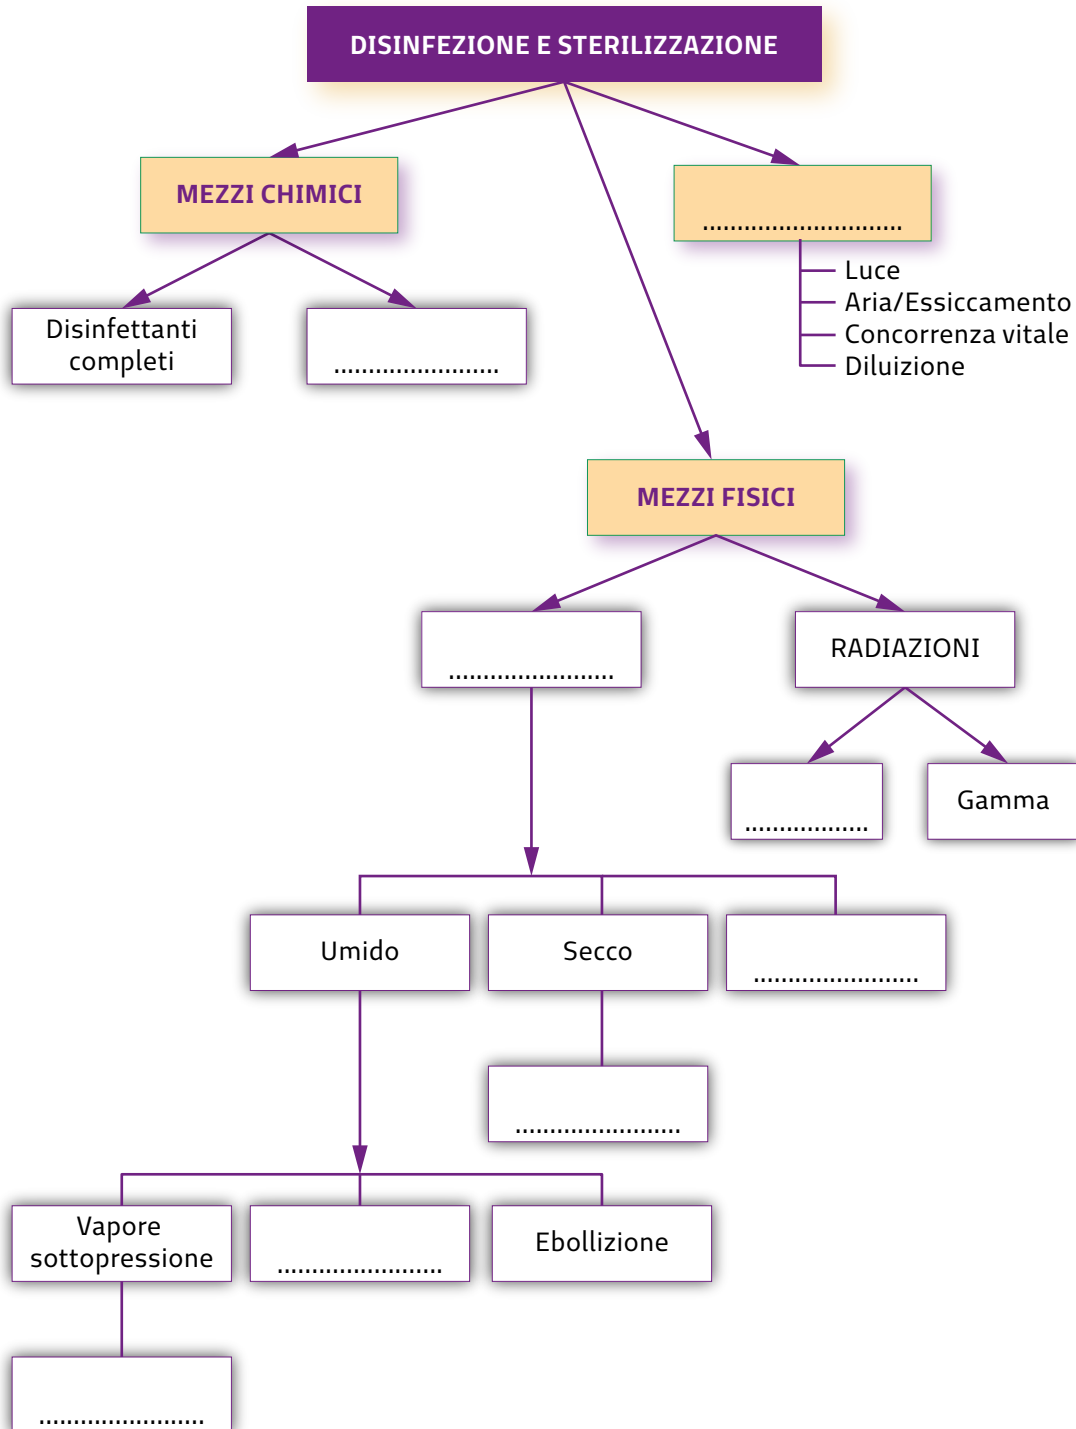 DISINFEZIONE E STERILIZZAZIONE
MEZZI CHIMICI
............................
Luce
Aria/Essiccamento
Concorrenza vitale
Diluizione
Disinfettanti
completi
........................
MEZZI FISICI
........................
RADIAZIONI
..................
Gamma
Umido
Secco
........................
........................
Vapore
sottopressione
........................
Ebollizione
........................